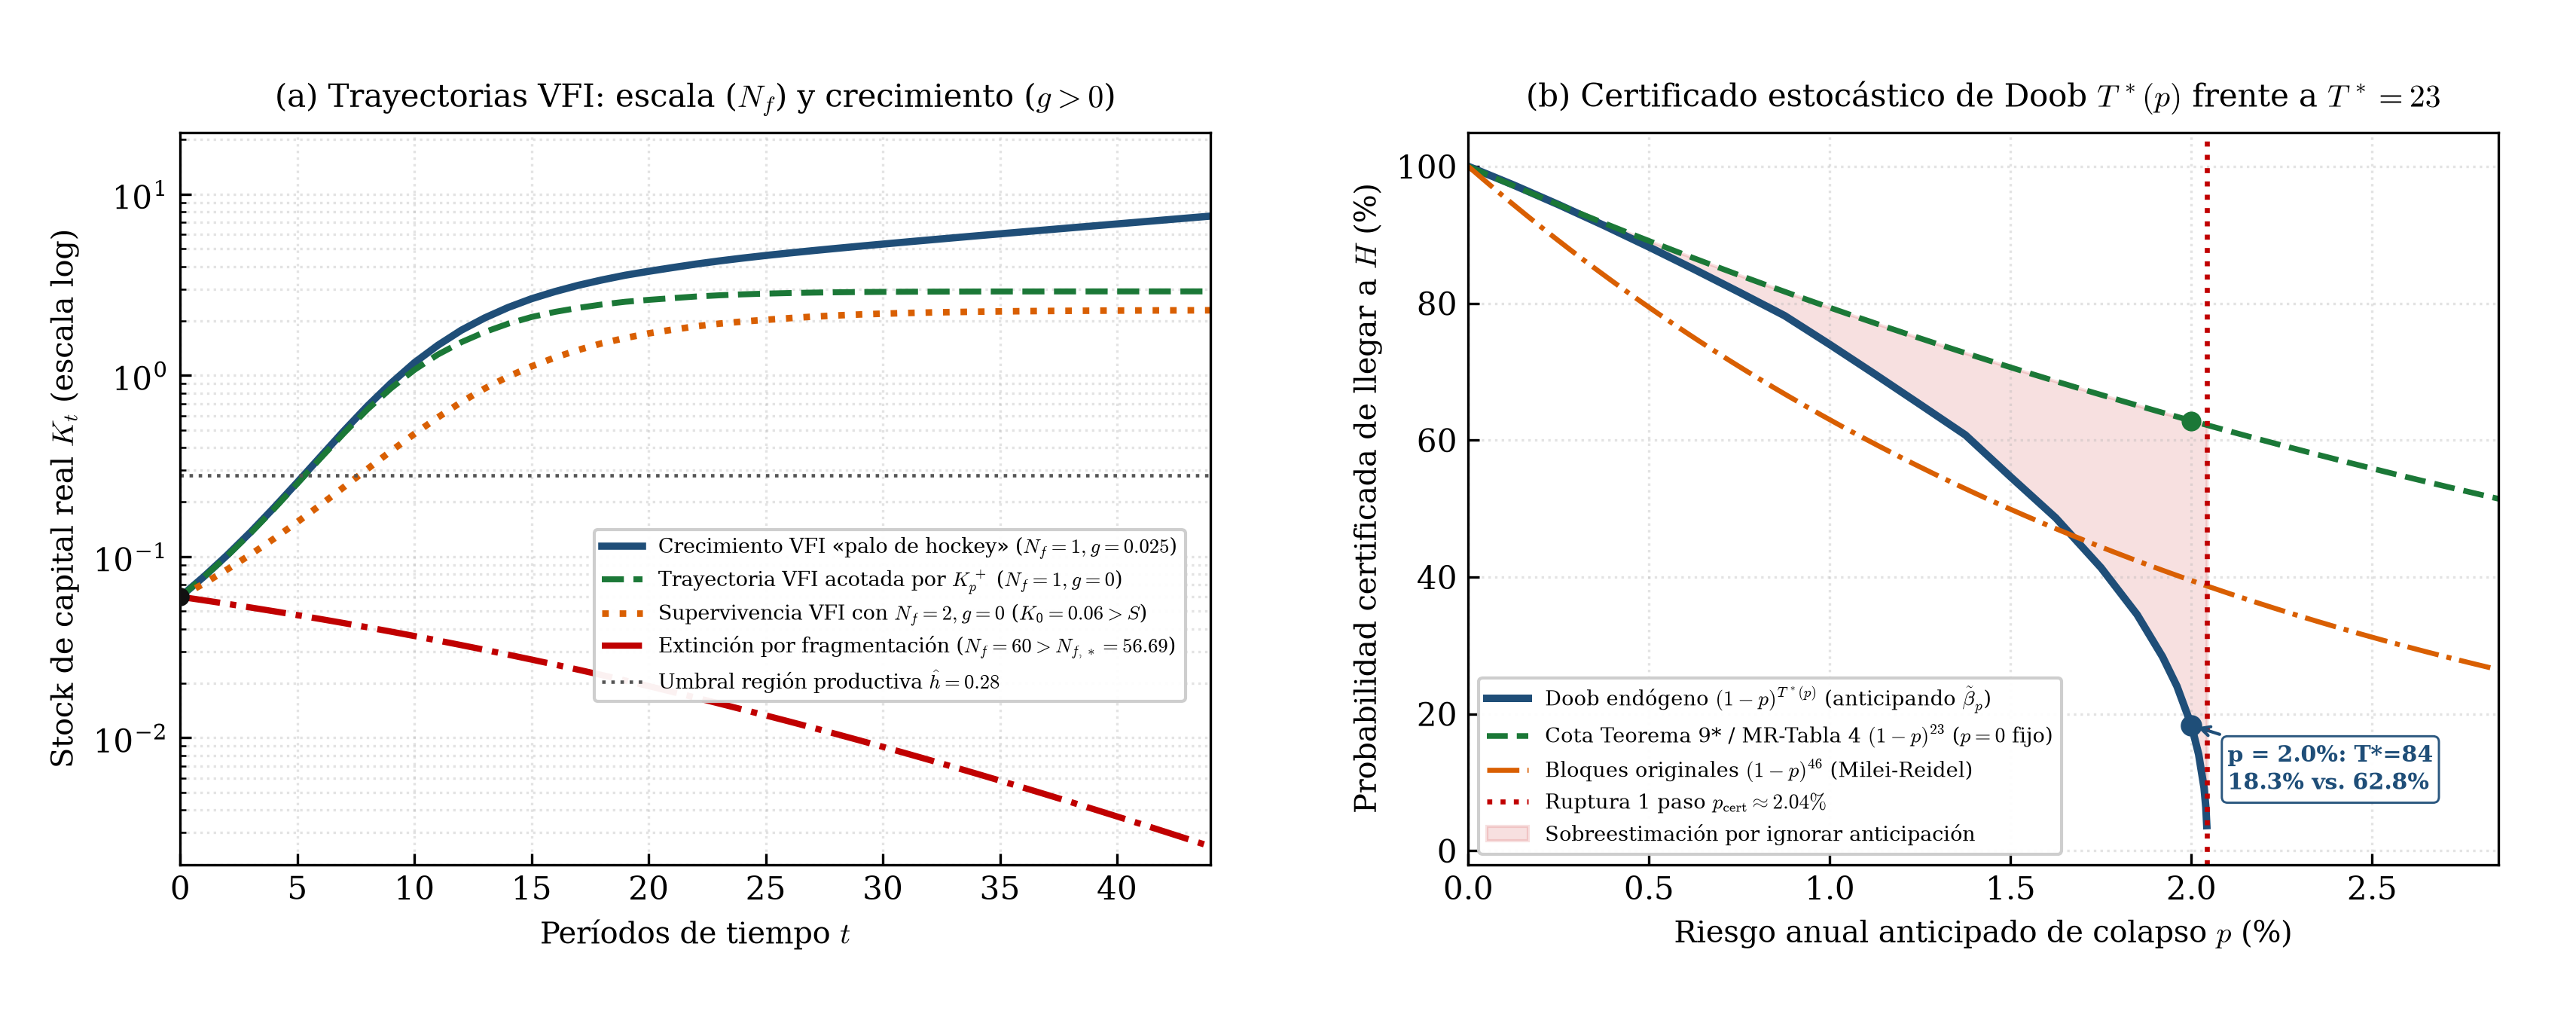 (a) Trayectorias VFI: escala (N_f) y crecimiento (g > 0)
Stock de capital real K_t (escala log)
10^1
10^0
10^−1
10^−2
Crecimiento VFI «palo de hockey» (N_f = 1, g = 0.025)
Trayectoria VFI acotada por K_p^+ (N_f = 1, g = 0)
Supervivencia VFI con N_f = 2, g = 0 (K_0 = 0.06 > S)
Extinción por fragmentación (N_f = 60 > N_{f,*} = 56.69)
Umbral región productiva ĥ = 0.28
0 5 10 15 20 25 30 35 40
Períodos de tiempo t
(b) Certificado estocástico de Doob T*(p) frente a T* = 23
Probabilidad certificada de llegar a H (%)
100
80
60
40
20
0
Doob endógeno (1 − p)^{T*(p)} (anticipando β̃_p)
Cota Teorema 9* / MR-Tabla 4 (1 − p)^{23} (p = 0 fijo)
Bloques originales (1 − p)^{46} (Milei-Reidel)
Ruptura 1 paso p_cert ≈ 2.04%
Sobreestimación por ignorar anticipación
p = 2.0%: T*=84
18.3% vs. 62.8%
0.0 0.5 1.0 1.5 2.0 2.5
Riesgo anual anticipado de colapso p (%)